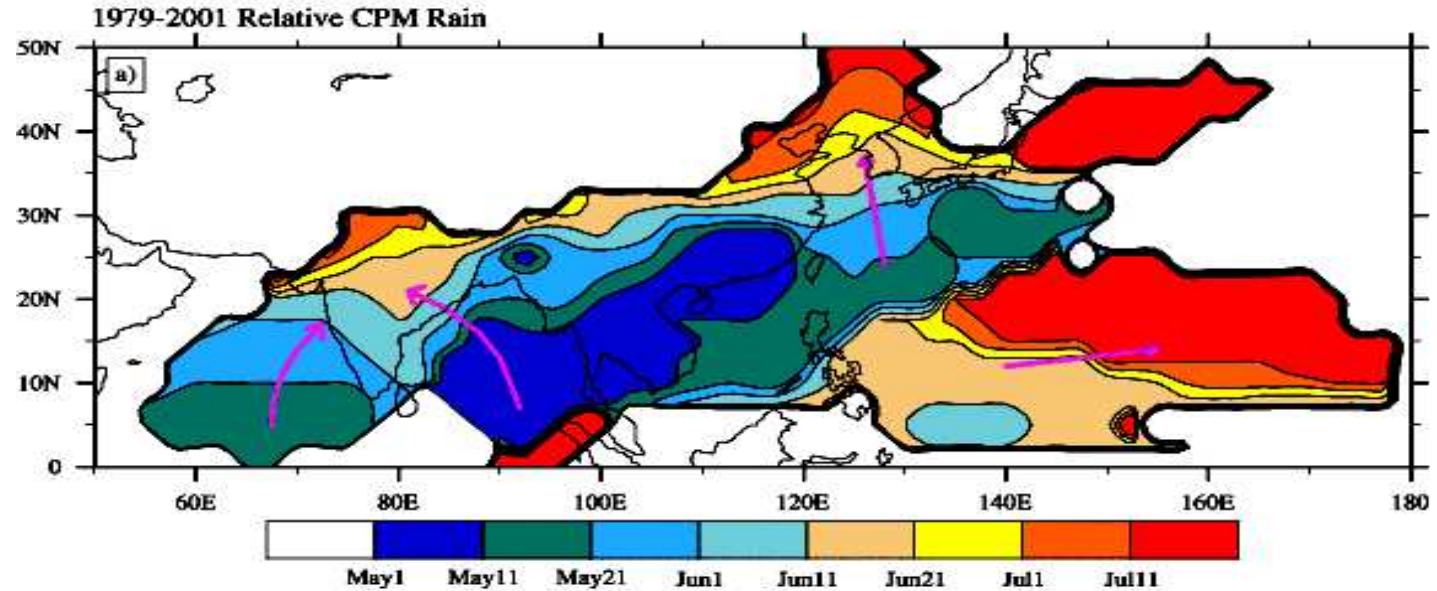 1979-2001 Relative CPM Rain
50N
a)
40N
30N
20N
10N
0
60E 80E 100E 120E 140E 160E 180
May1 May11 May21 Jun1 Jun11 Jun21 Jul1 Jul11